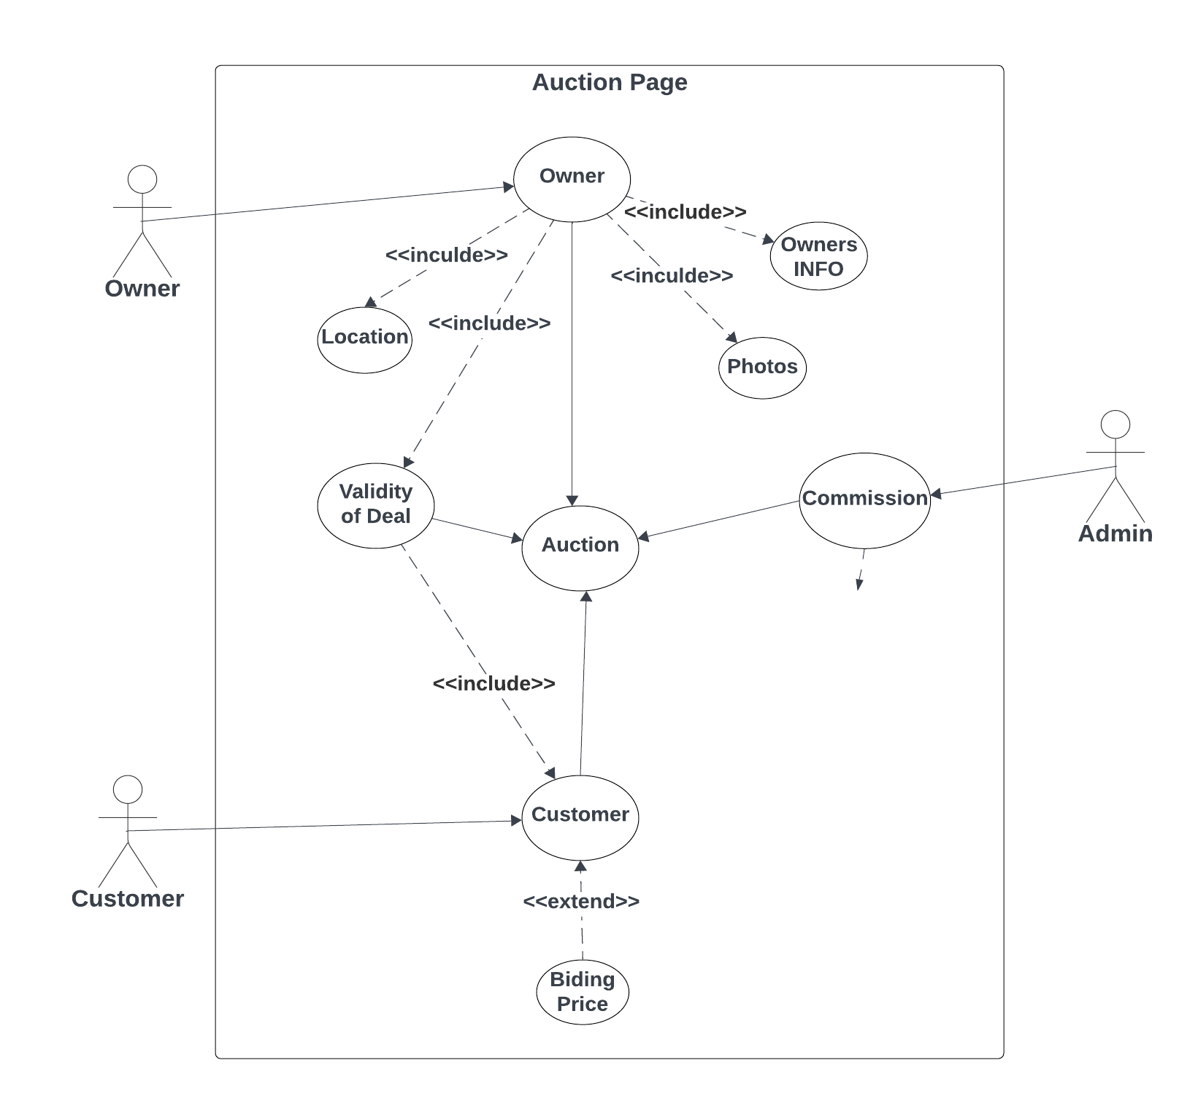 Auction Page
Owner
<<include>>
Owners
INFO
<<inculde>>
<<inculde>>
Owner
Location
<<include>>
Photos
Validity
of Deal
Commission
Auction
Admin
<<include>>
Customer
Customer
<<extend>>
Biding
Price